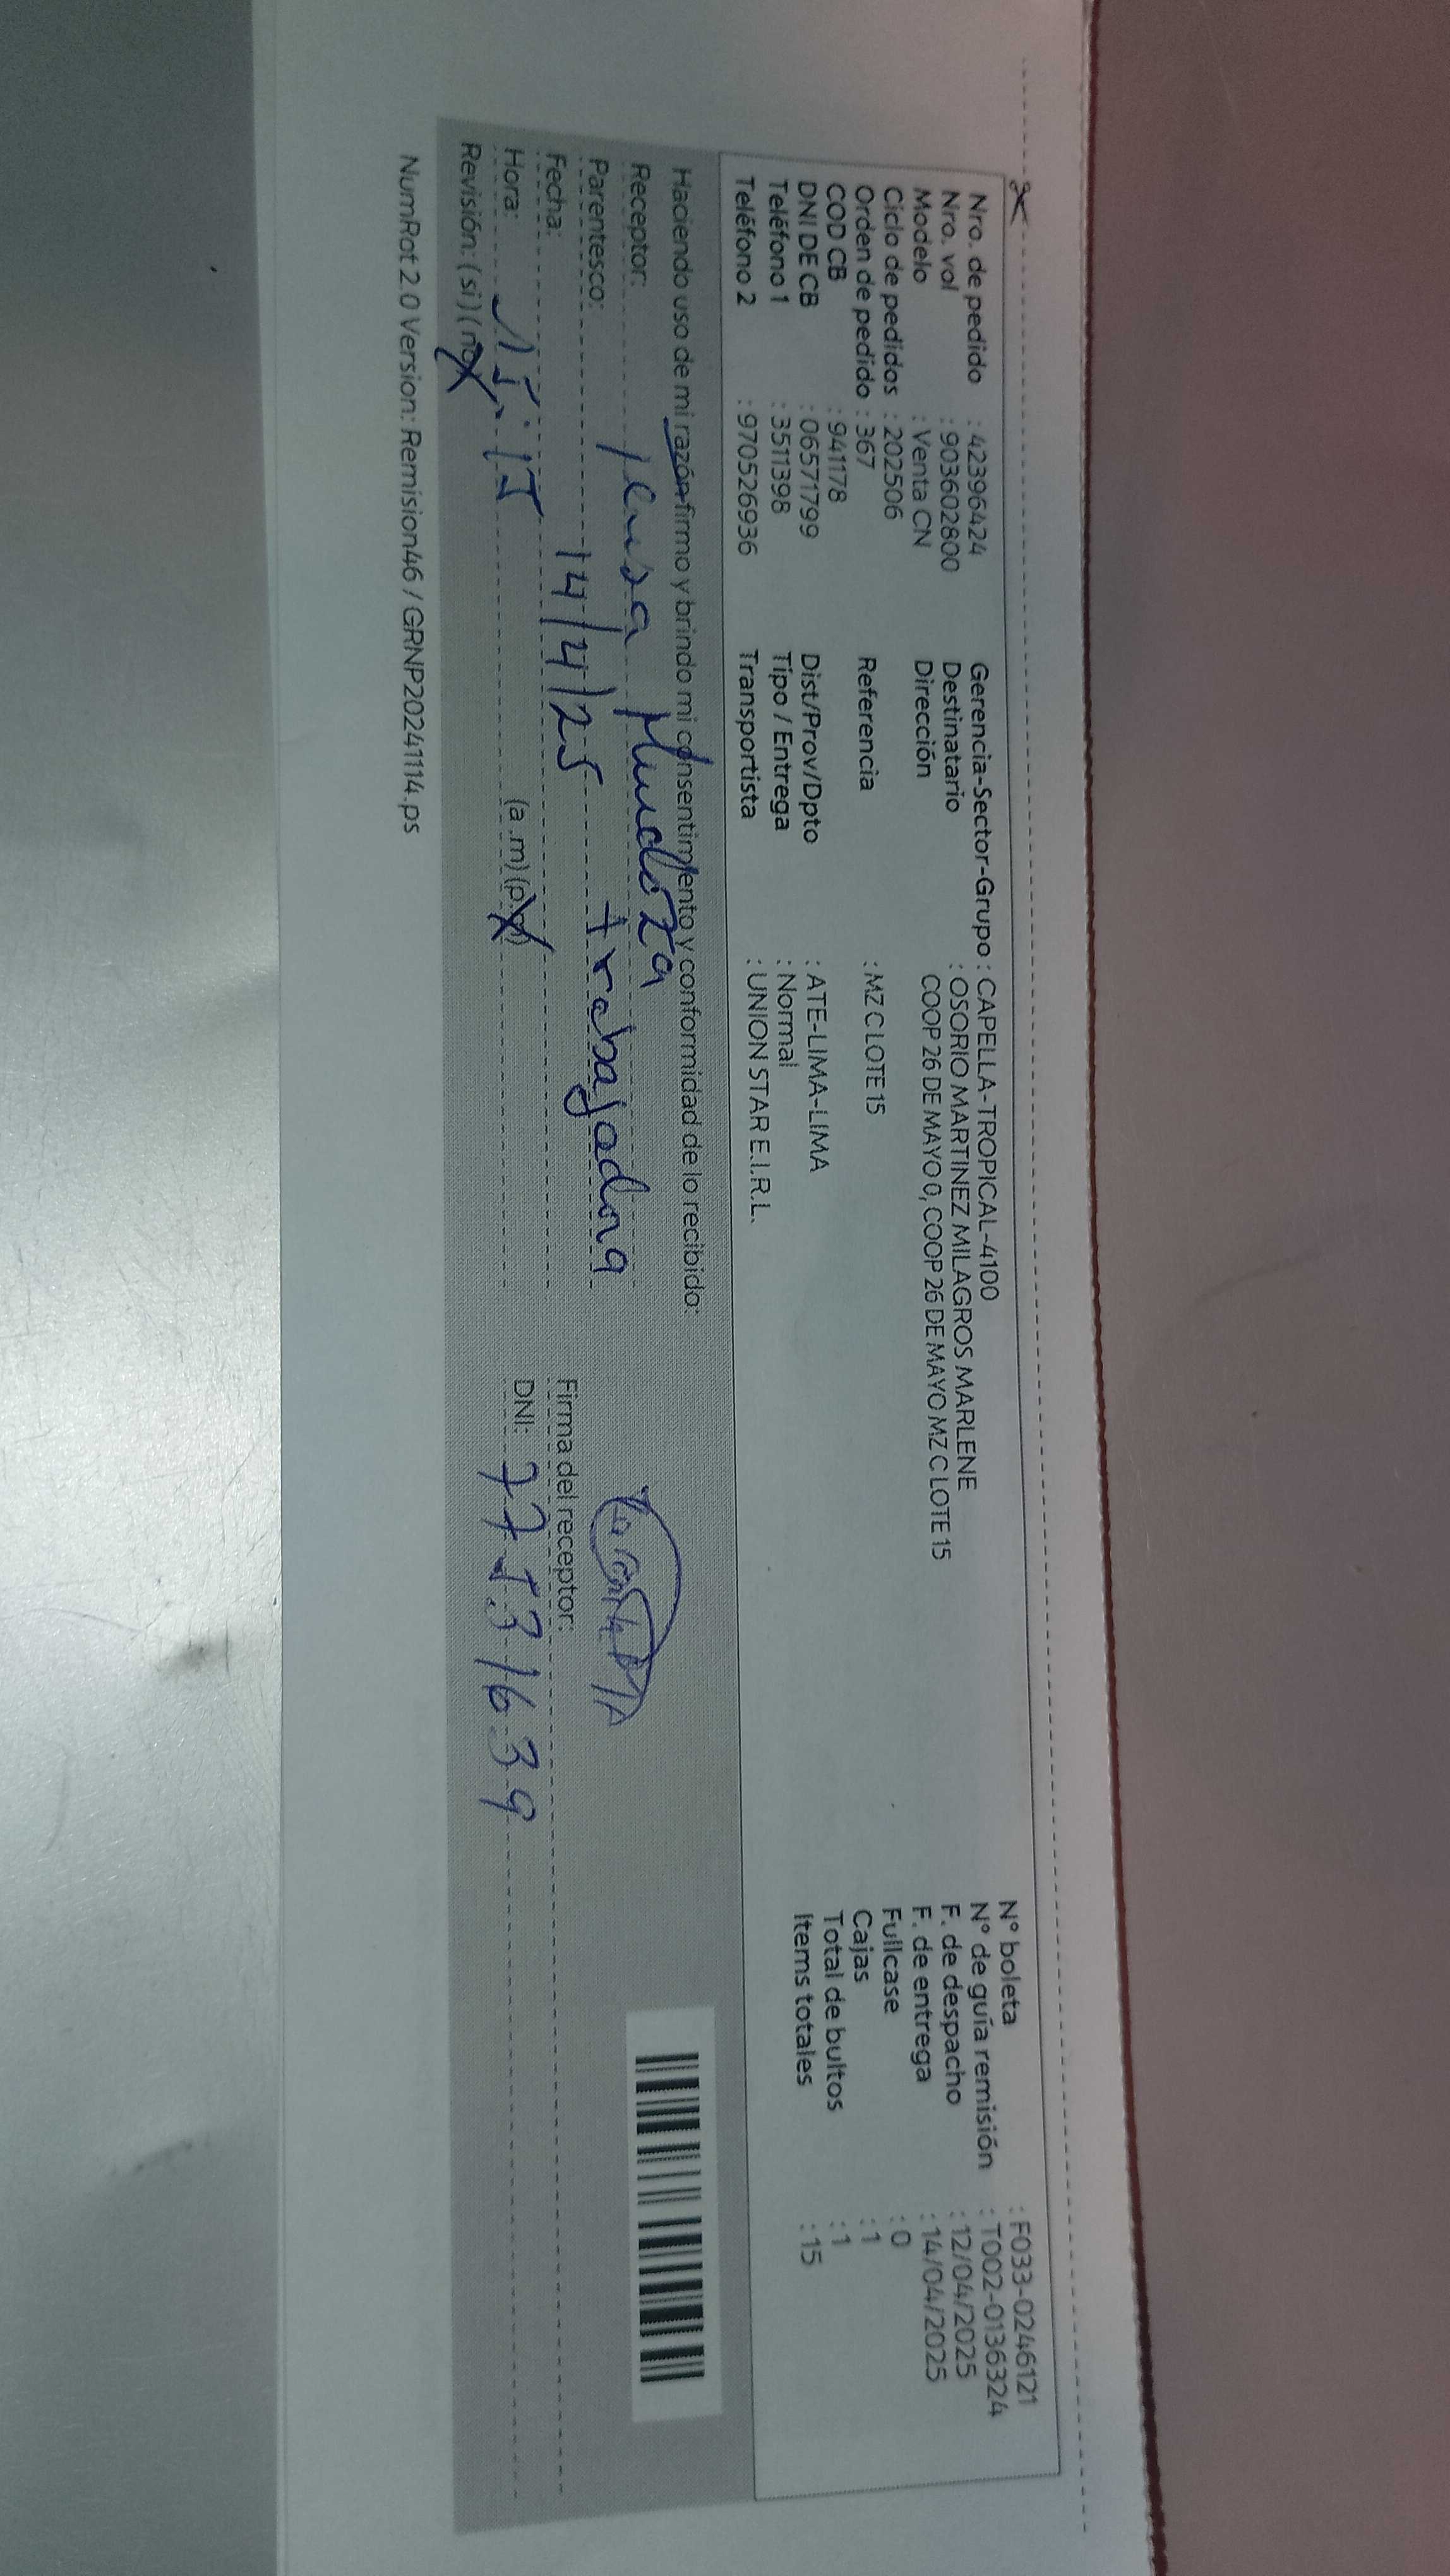 Nro. de pedido : 42396424
Nro. vol : 903602800
Modelo : Venta CN
Ciclo de pedidos : 202506
Orden de pedido : 367
COD CB : 941178
DNI DE CB : 06571799
Teléfono 1 : 3511398
Teléfono 2 : 970526936
Gerencia-Sector-Grupo : CAPELLA-TROPICAL-4100
Destinatario : OSORIO MARTINEZ MILAGROS MARLENE
Dirección COOP 26 DE MAYO 0, COOP 26 DE MAYO MZ C LOTE 15
Referencia : MZ C LOTE 15
Dist/Prov/Dpto : ATE-LIMA-LIMA
Tipo / Entrega : Normal
Transportista : UNION STAR E.I.R.L.
N° boleta : F033-0246121
N° de guía remisión : T002-0136324
F. de despacho : 12/04/2025
F. de entrega : 14/04/2025
Fullcase : 0
Cajas : 1
Total de bultos : 1
Items totales : 15
Haciendo uso de mi razón firmo y brindo mi consentimiento y conformidad de lo recibido:
Receptor: Mendoza
Parentesco: trabajadora
Fecha: 14/4/25
Hora: (a.m) (p.m)
Revisión: (si) (no)
Firma del receptor:
DNI:
NumRot 2.0 Version: Remision46 / GRNP20241114.ps